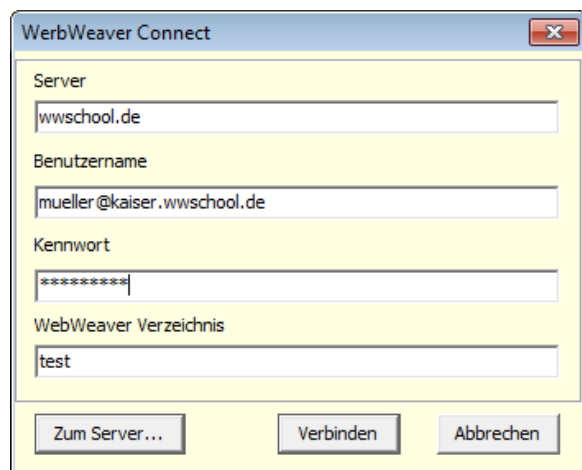 WerbWeaver Connect
Server
wwschool.de
Benutzername
mueller@kaiser.wwschool.de
Kennwort
*********
WebWeaver Verzeichnis
test
Zum Server... Verbinden Abbrechen